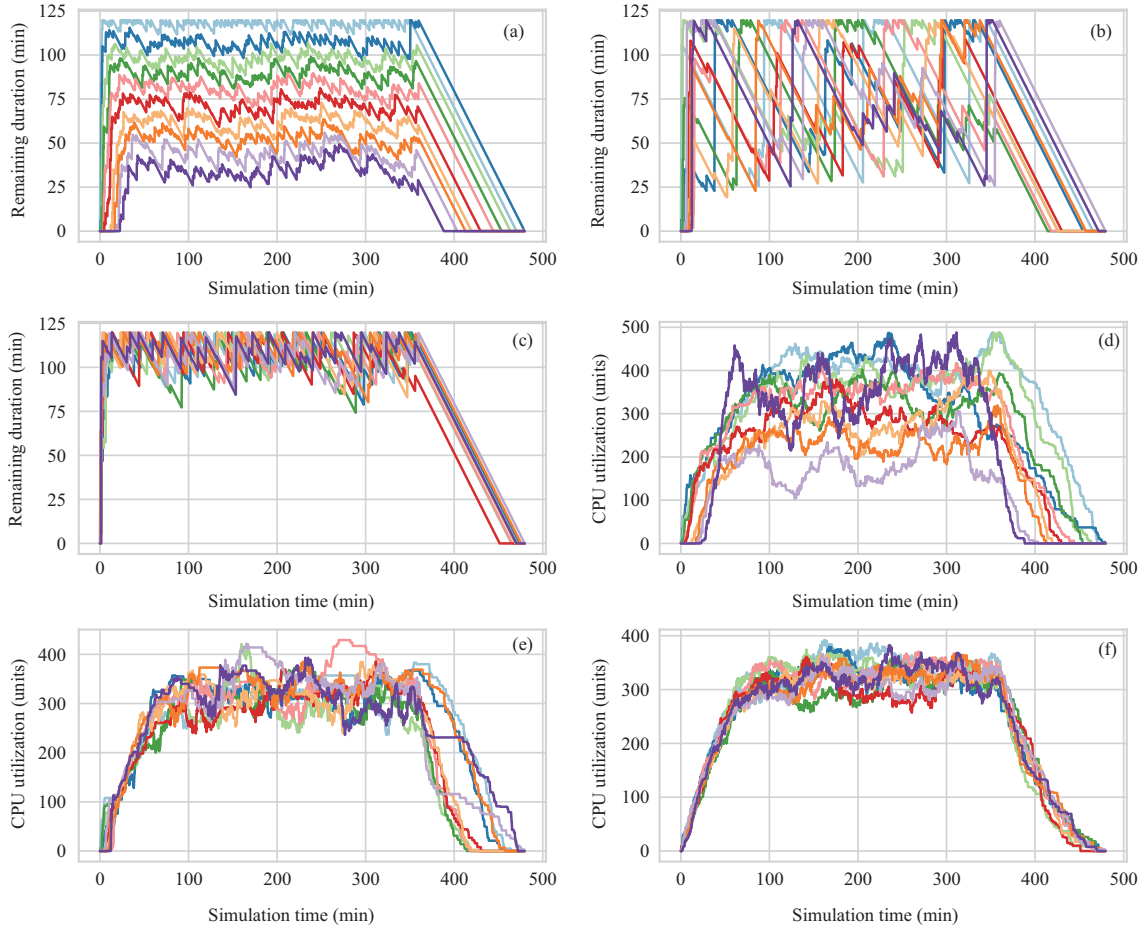 125
100
75
50
25
0
Remaining duration (min)
(a)
0 100 200 300 400 500
Simulation time (min)
125
100
75
50
25
0
Remaining duration (min)
(b)
0 100 200 300 400 500
Simulation time (min)
125
100
75
50
25
0
Remaining duration (min)
(c)
0 100 200 300 400 500
Simulation time (min)
500
400
300
200
100
0
CPU utilization (units)
(d)
0 100 200 300 400 500
Simulation time (min)
400
300
200
100
0
CPU utilization (units)
(e)
0 100 200 300 400 500
Simulation time (min)
400
300
200
100
0
CPU utilization (units)
(f)
0 100 200 300 400 500
Simulation time (min)